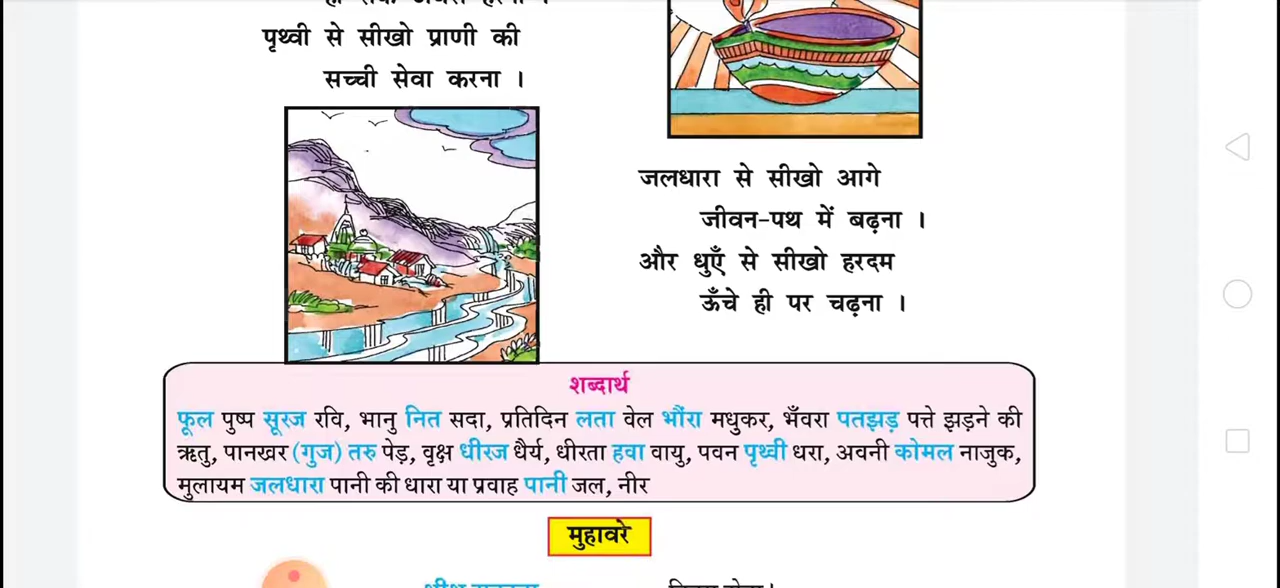 पृथ्वी से सीखो प्राणी की
सच्ची सेवा करना ।
जलधारा से सीखो आगे
जीवन-पथ में बढ़ना ।
और धुएँ से सीखो हरदम
ऊँचे ही पर चढ़ना ।
शब्दार्थ
फूल पुष्प सूरज रवि, भानु नित सदा, प्रतिदिन लता वेल भौंरा मधुकर, भँवरा पतझड़ पत्ते झड़ने की
ऋतु, पानखर (गुज) तरु पेड़, वृक्ष धीरज धैर्य, धीरता हवा वायु, पवन पृथ्वी धरा, अवनी कोमल नाजुक,
मुलायम जलधारा पानी की धारा या प्रवाह पानी जल, नीर
मुहावरे